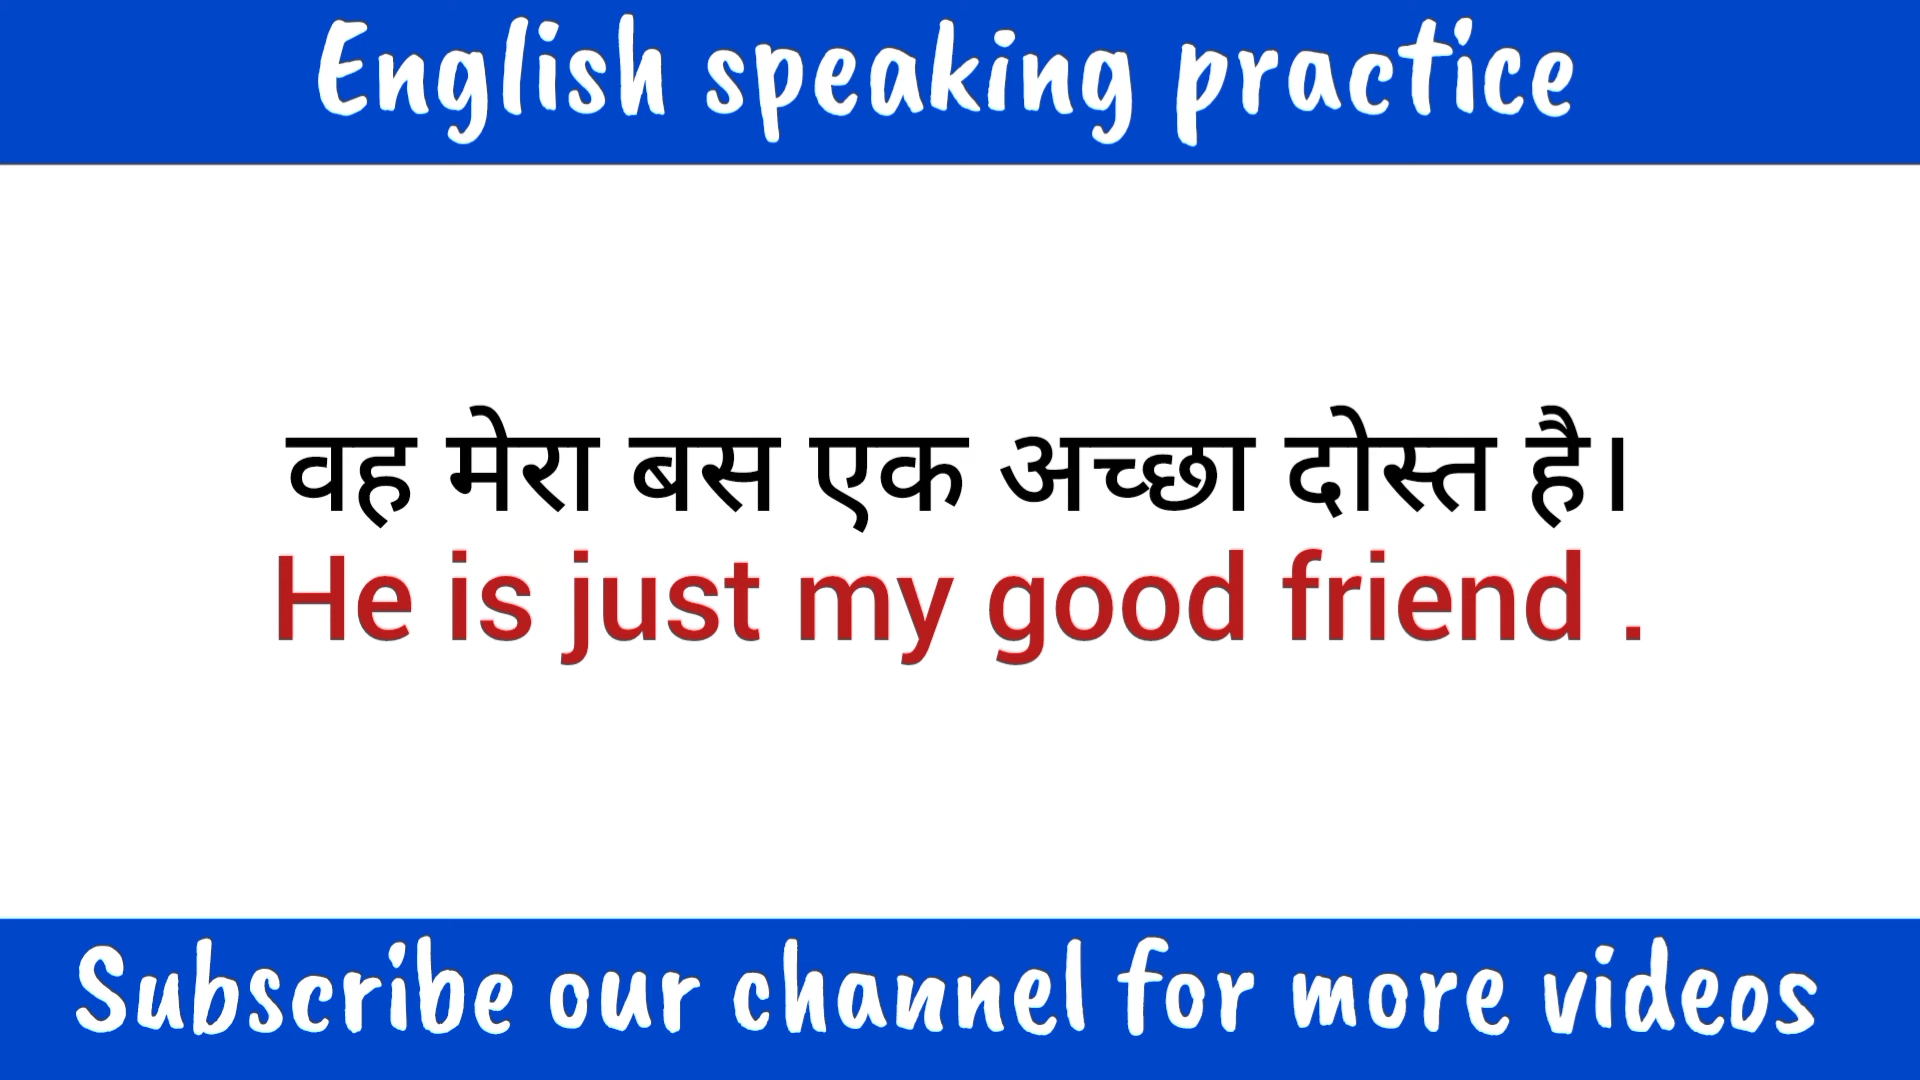 English speaking practice
वह मेरा बस एक अच्छा दोस्त है।
He is just my good friend .
Subscribe our channel for more videos